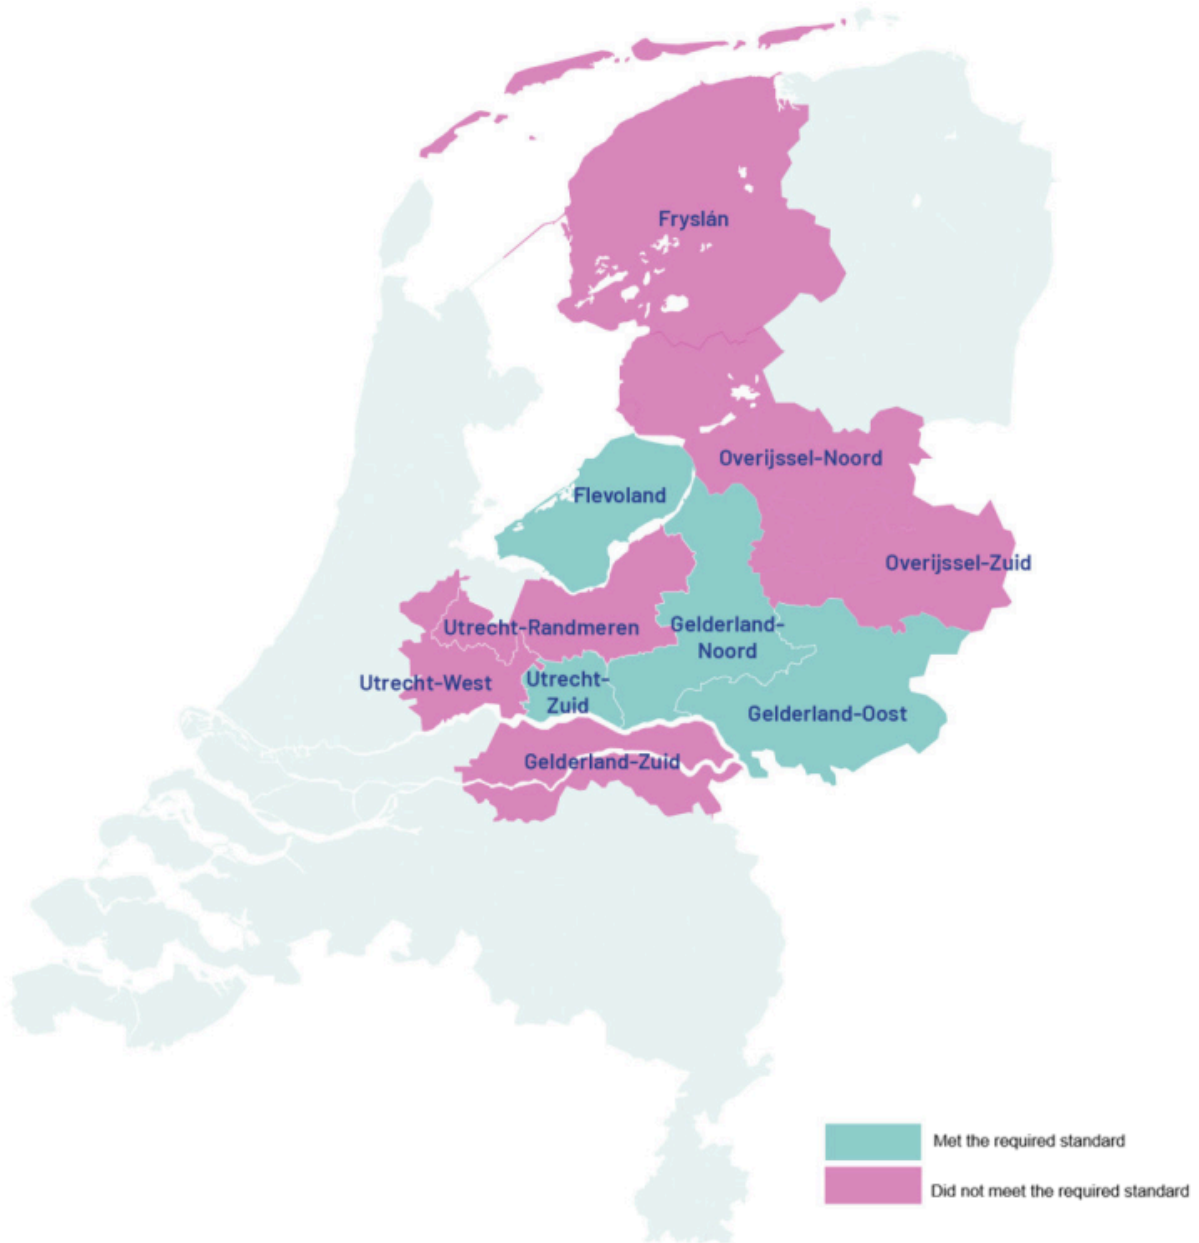 Fryslán
Overijssel-Noord
Flevoland
Overijssel-Zuid
Utrecht-Randmeren
Gelderland-
Noord
Utrecht-West
Utrecht-
Zuid
Gelderland-Oost
Gelderland-Zuid
Met the required standard
Did not meet the required standard